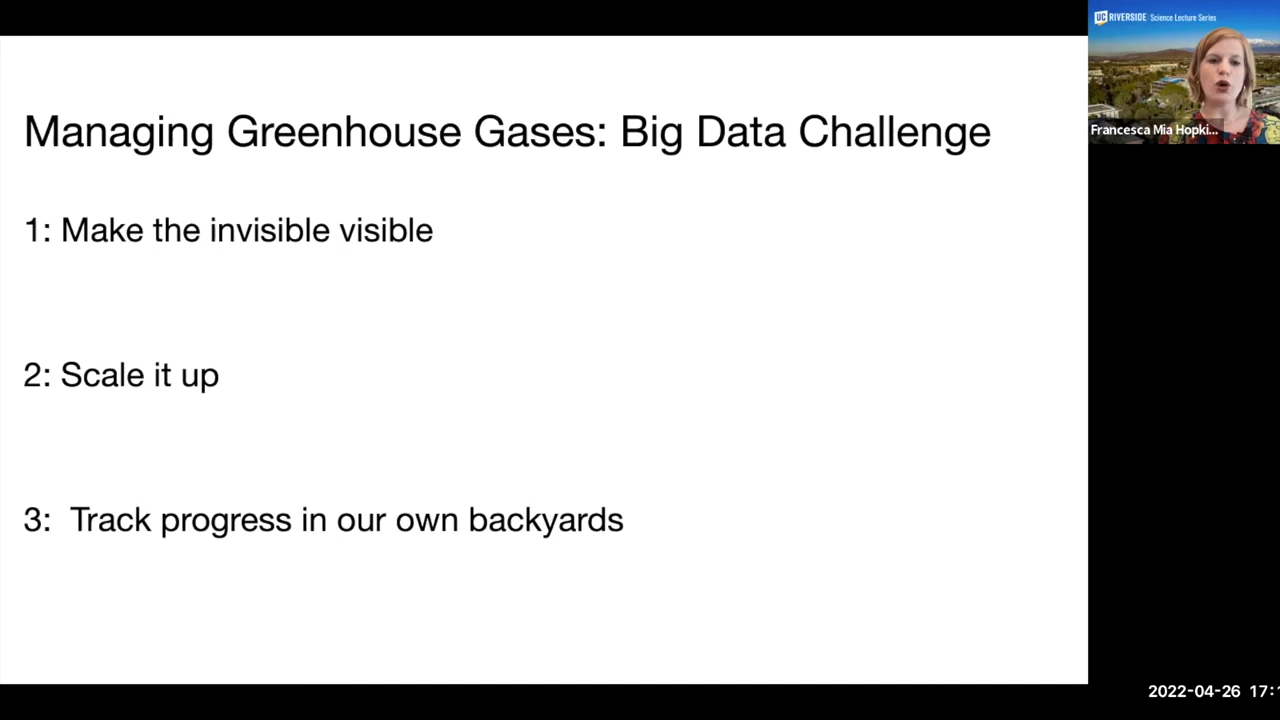 Managing Greenhouse Gases: Big Data Challenge
1: Make the invisible visible
2: Scale it up
3: Track progress in our own backyards
UC RIVERSIDE Science Lecture Series
Francesca Mia Hopki...
2022-04-26 17: